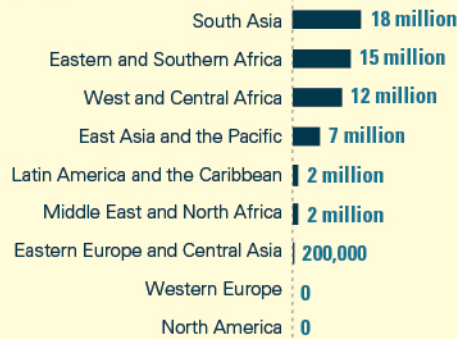 South Asia 18 million
Eastern and Southern Africa 15 million
West and Central Africa 12 million
East Asia and the Pacific 7 million
Latin America and the Caribbean 2 million
Middle East and North Africa 2 million
Eastern Europe and Central Asia 200,000
Western Europe 0
North America 0